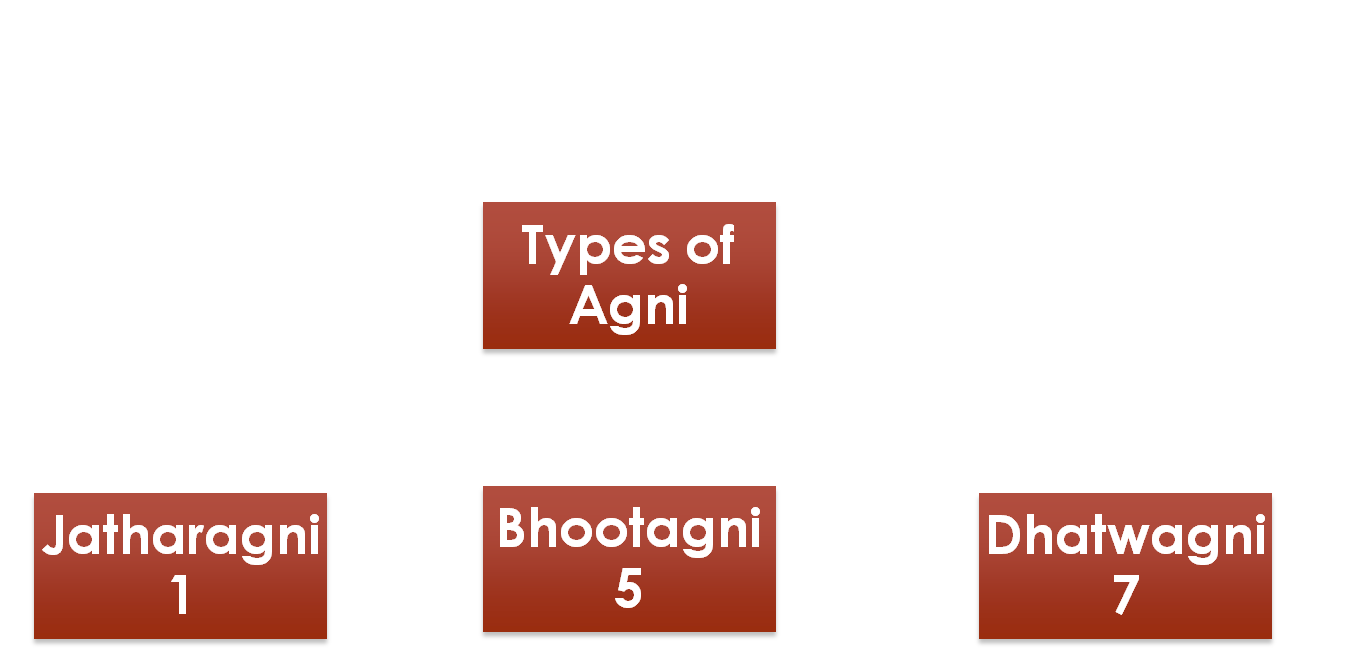 Types of
Agni
Jatharagni
1
Bhootagni
5
Dhatwagni
7